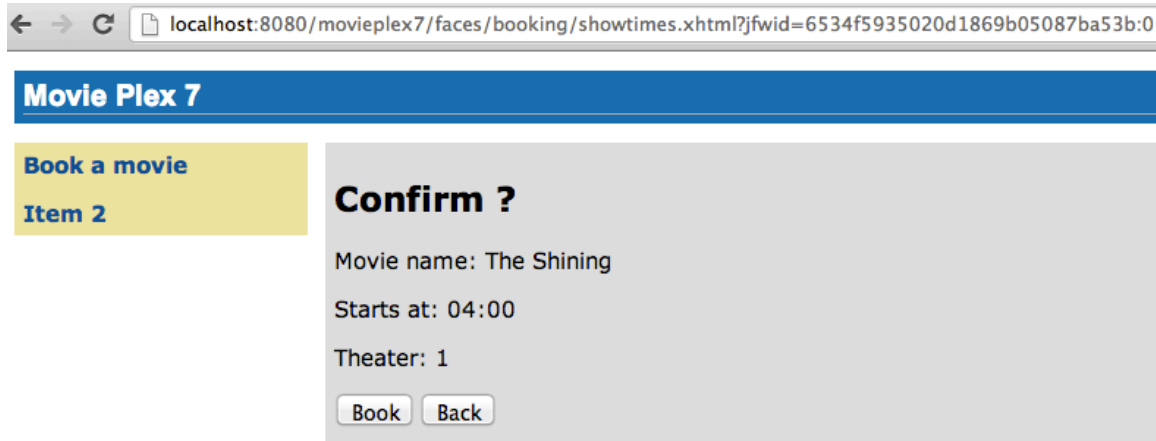 localhost:8080/movieplex7/faces/booking/showtimes.xhtml?jfwid=6534f5935020d1869b05087ba53b:0
Movie Plex 7
Book a movie
Item 2
Confirm ?
Movie name: The Shining
Starts at: 04:00
Theater: 1
Book Back